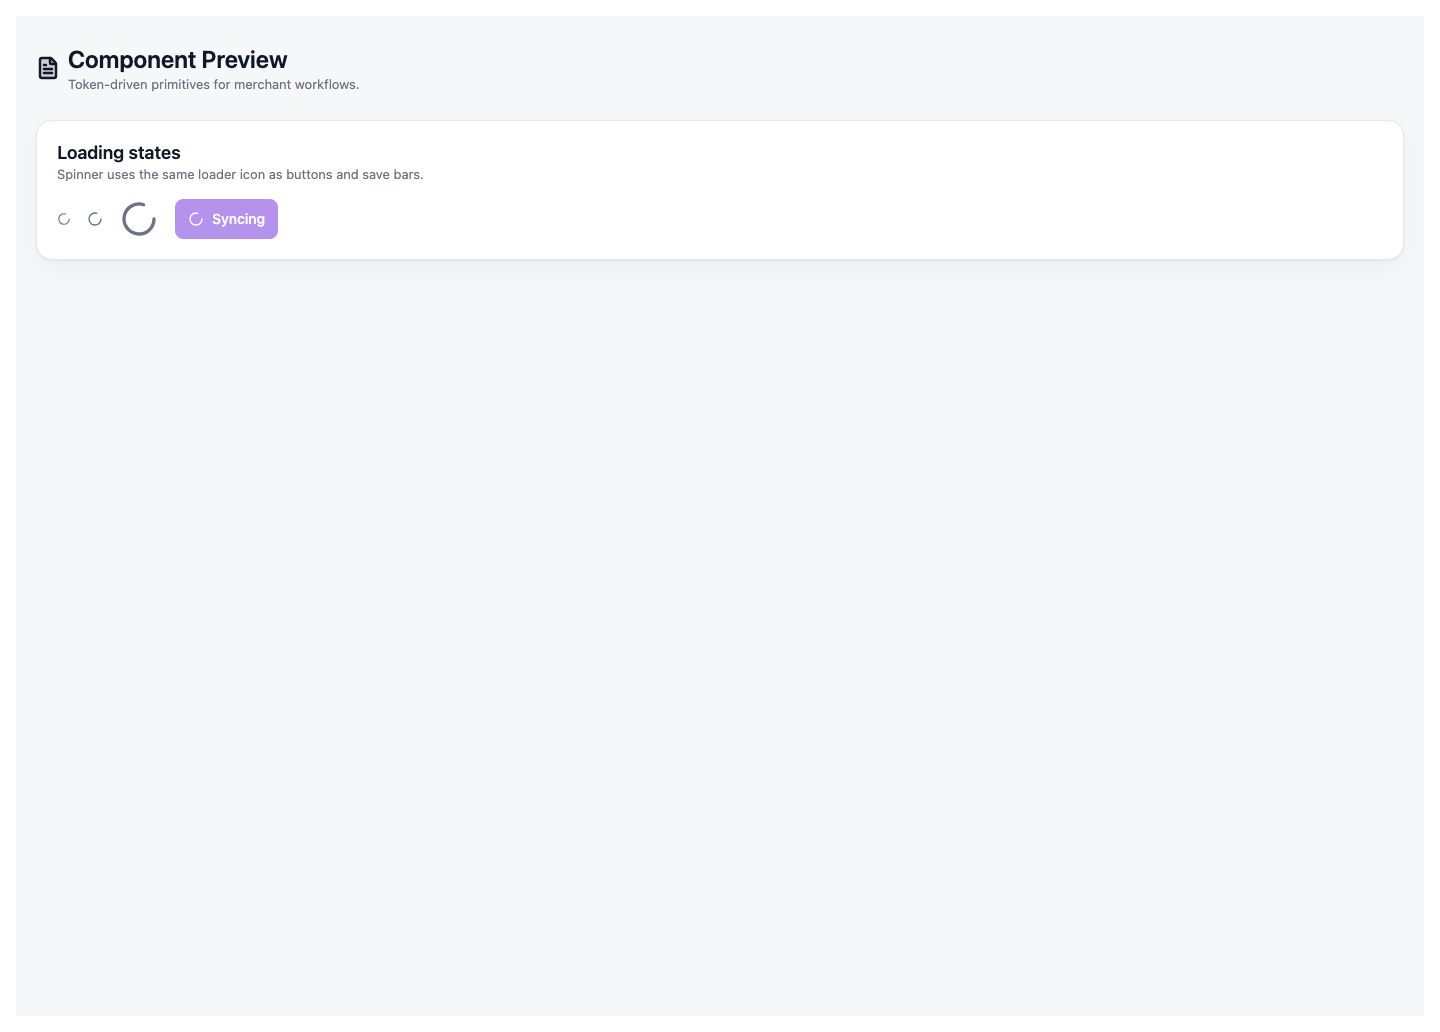 Component Preview
Token-driven primitives for merchant workflows.
Loading states
Spinner uses the same loader icon as buttons and save bars.
Syncing